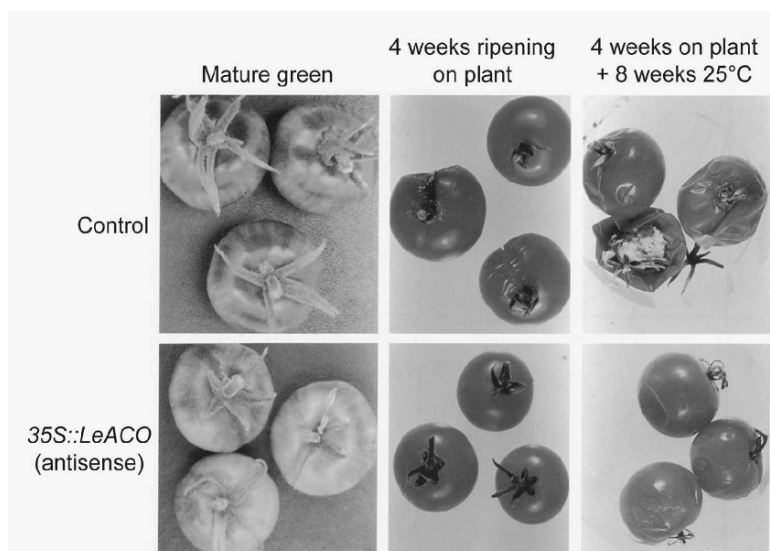 Mature green
4 weeks ripening
on plant
4 weeks on plant
+ 8 weeks 25°C
Control
35S::LeACO
(antisense)